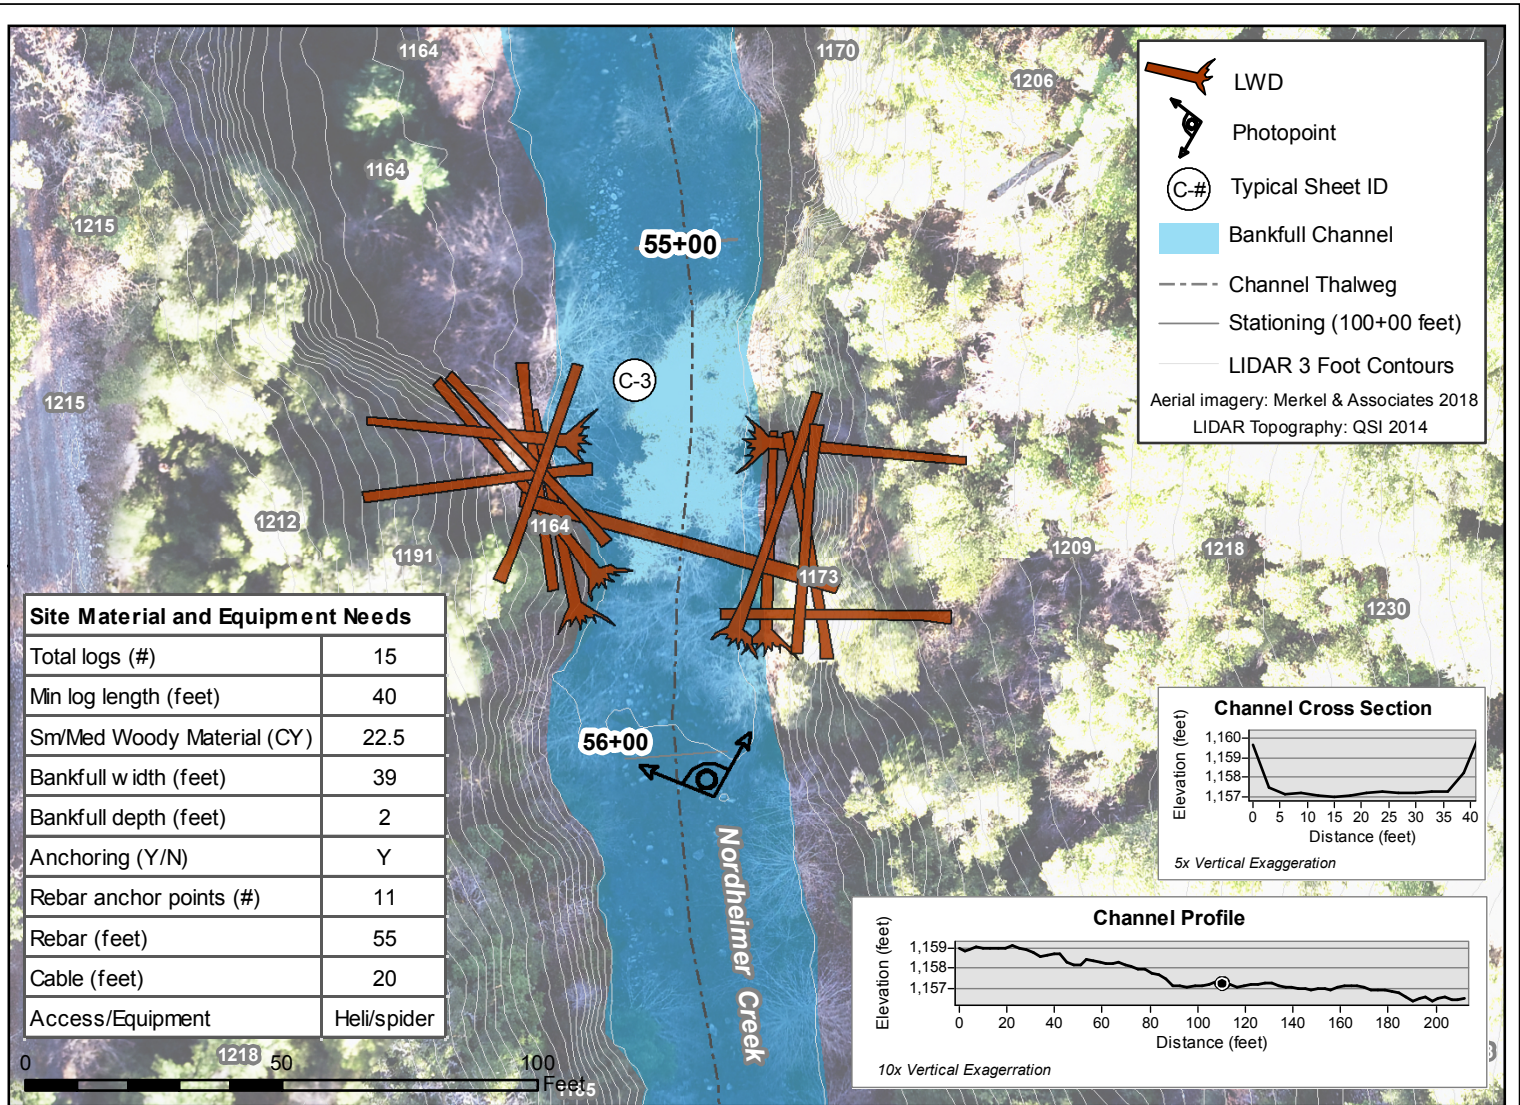 1164
1170
1206
1164
1215
55+00
C-3
1215
1212
1164
1191
1173
1209
1218
1230
56+00
Nordheimer Creek
LWD
Photopoint
C-# Typical Sheet ID
Bankfull Channel
Channel Thalweg
Stationing (100+00 feet)
LIDAR 3 Foot Contours
Aerial imagery: Merkel & Associates 2018
LIDAR Topography: QSI 2014
Site Material and Equipment Needs
Total logs (#) 15
Min log length (feet) 40
Sm/Med Woody Material (CY) 22.5
Bankfull width (feet) 39
Bankfull depth (feet) 2
Anchoring (Y/N) Y
Rebar anchor points (#) 11
Rebar (feet) 55
Cable (feet) 20
Access/Equipment Heli/spider
1218
0 50 100
Feet
Channel Cross Section
Elevation (feet)
1,160
1,159
1,158
1,157
0 5 10 15 20 25 30 35 40
Distance (feet)
5x Vertical Exaggeration
Channel Profile
Elevation (feet)
1,159
1,158
1,157
0 20 40 60 80 100 120 140 160 180 200
Distance (feet)
10x Vertical Exagerration